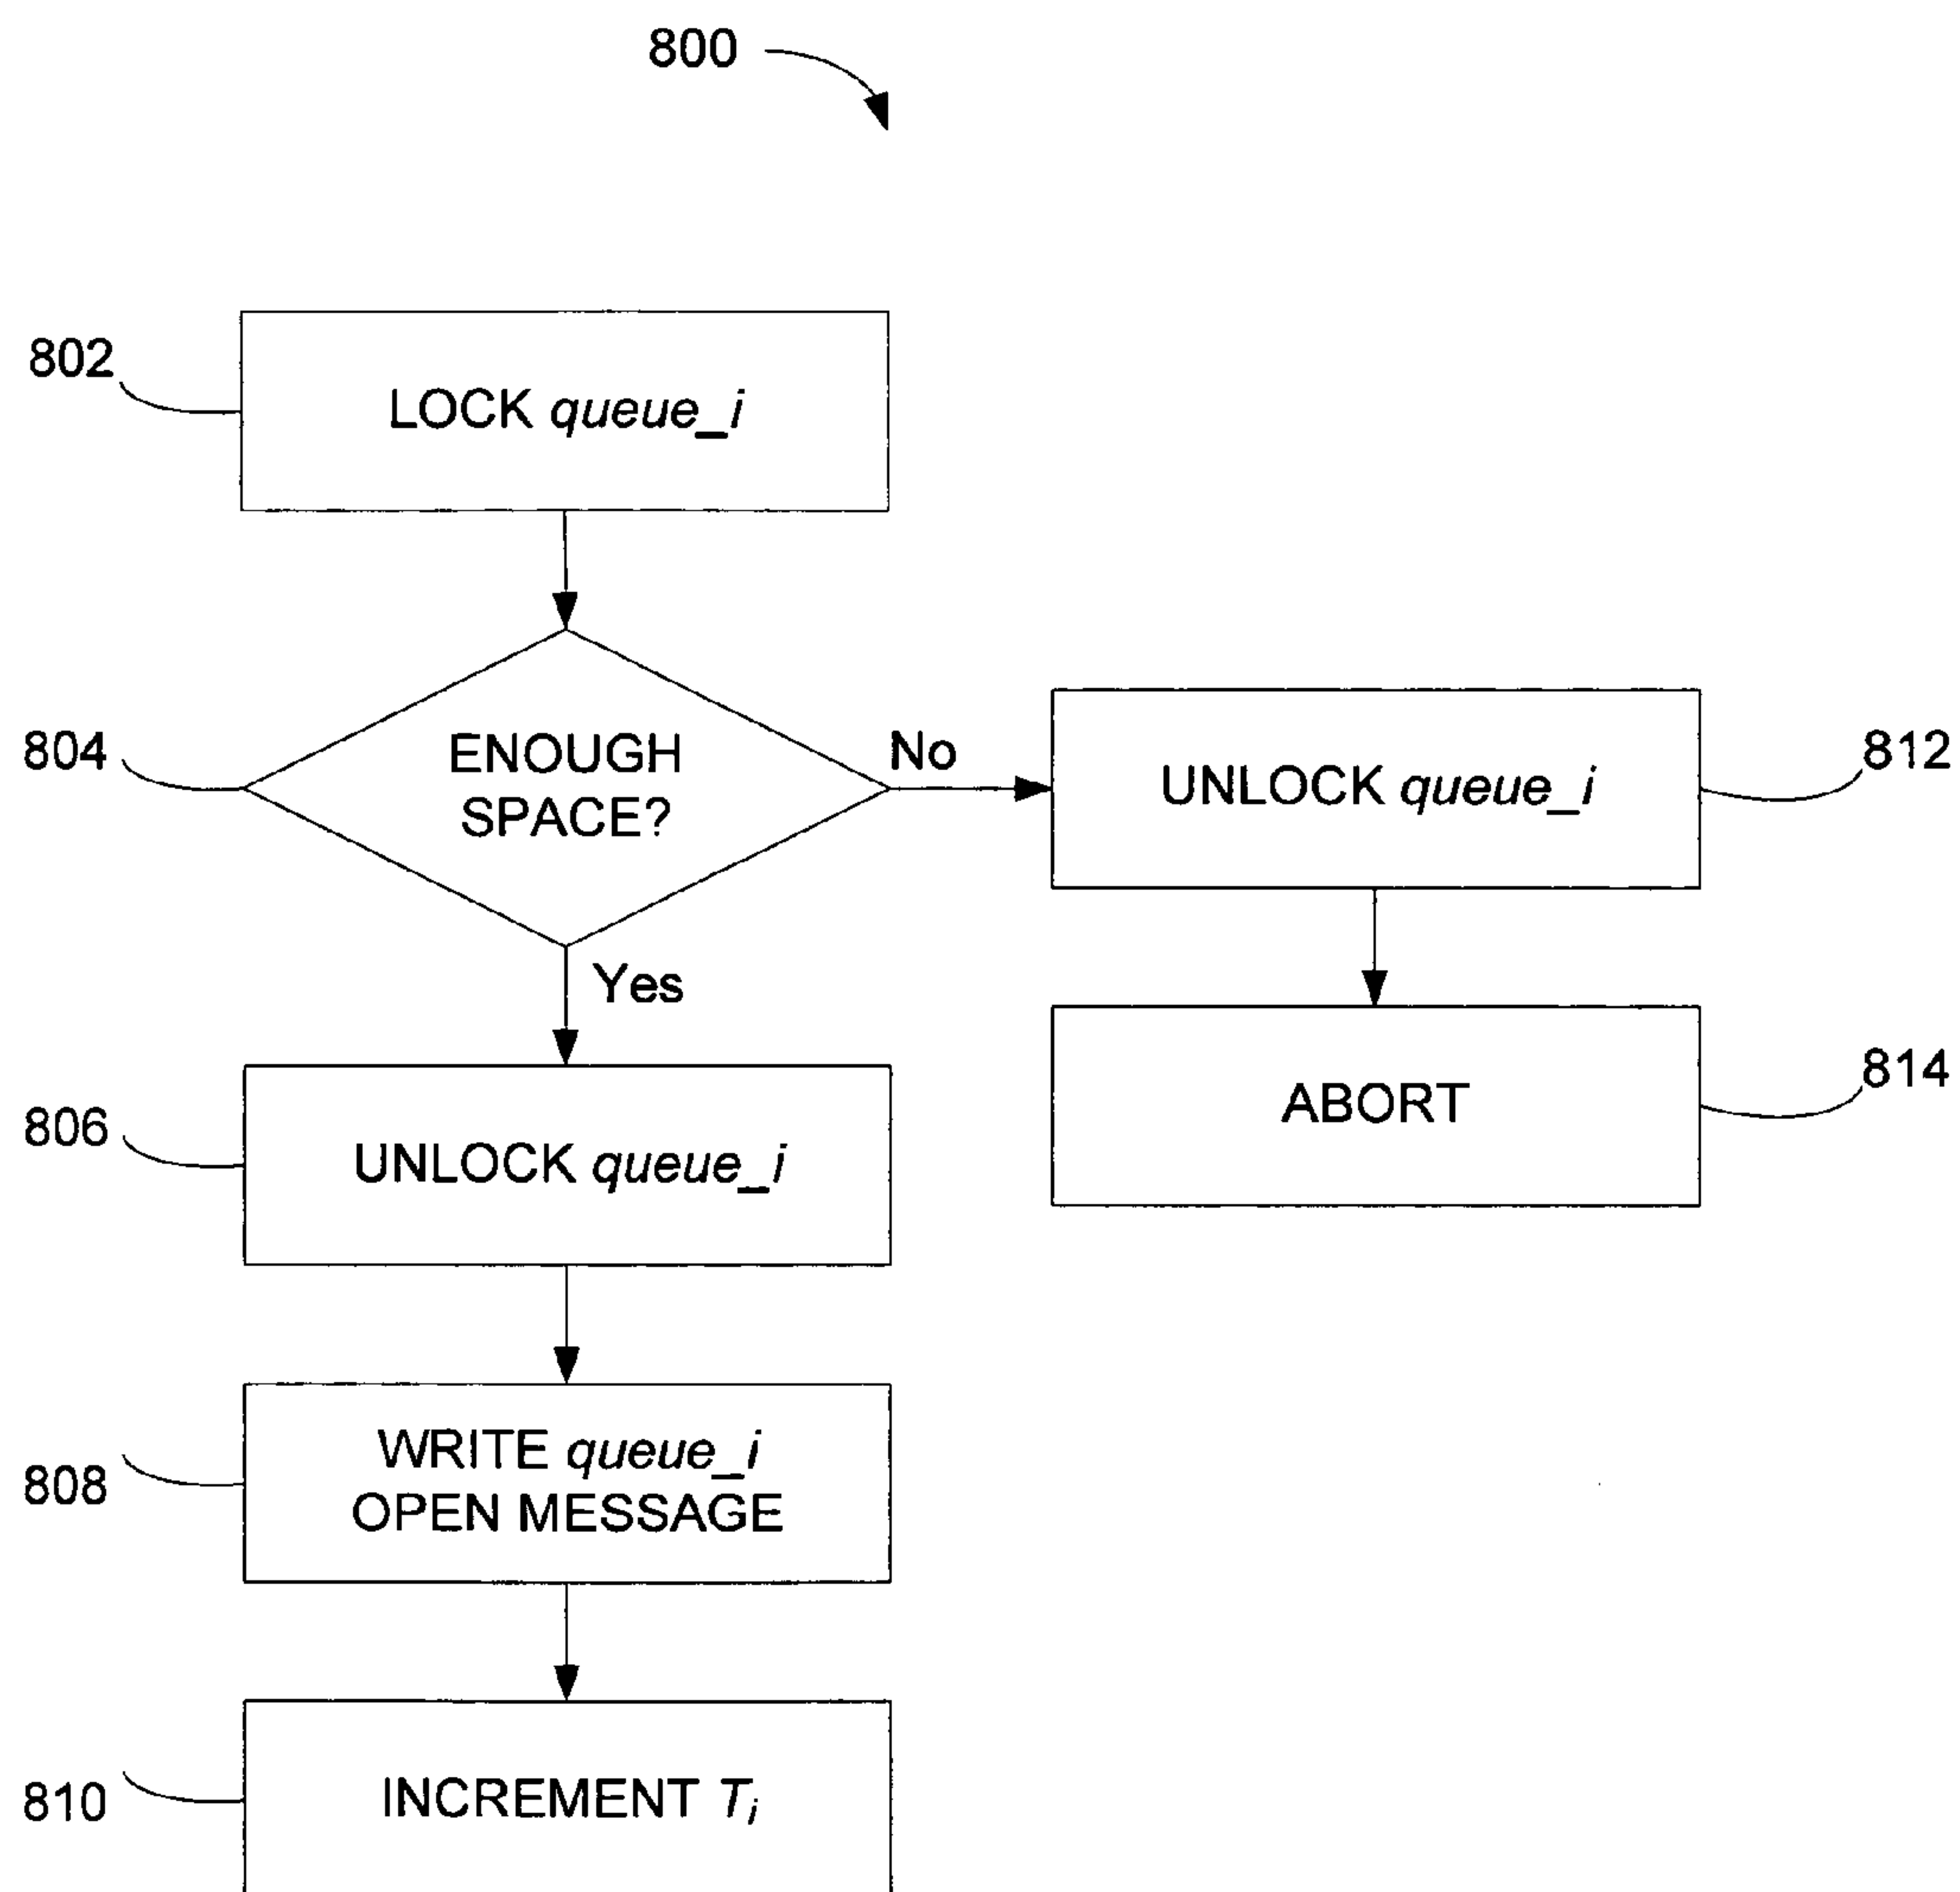 800
802
LOCK queue_i
804
ENOUGH
SPACE?
No
UNLOCK queue_i
812
Yes
ABORT
814
806
UNLOCK queue_i
808
WRITE queue_i
OPEN MESSAGE
810
INCREMENT Ti